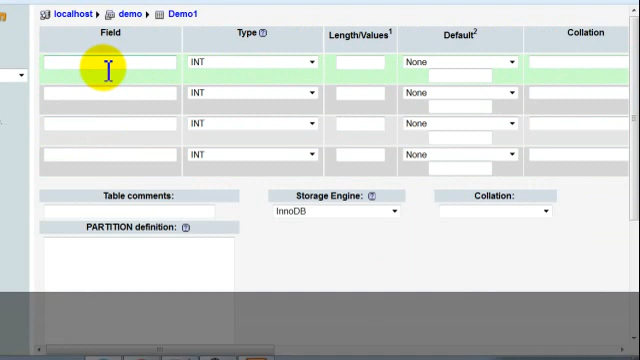 localhost ▸ demo ▸ Demo1
Field Type Length/Values1 Default2 Collation
INT None
INT None
INT None
INT None
Table comments: Storage Engine: Collation:
InnoDB
PARTITION definition: